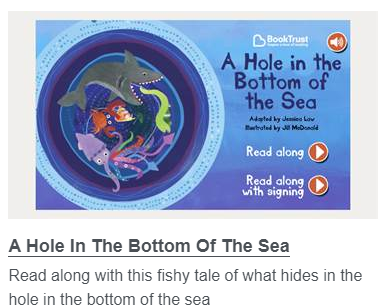 BookTrust
A Hole in the
Bottom of
the Sea
Adapted by Jessica Law
Illustrated by Jill McDonald
Read along
Read along
with signing
A Hole In The Bottom Of The Sea
Read along with this fishy tale of what hides in the
hole in the bottom of the sea